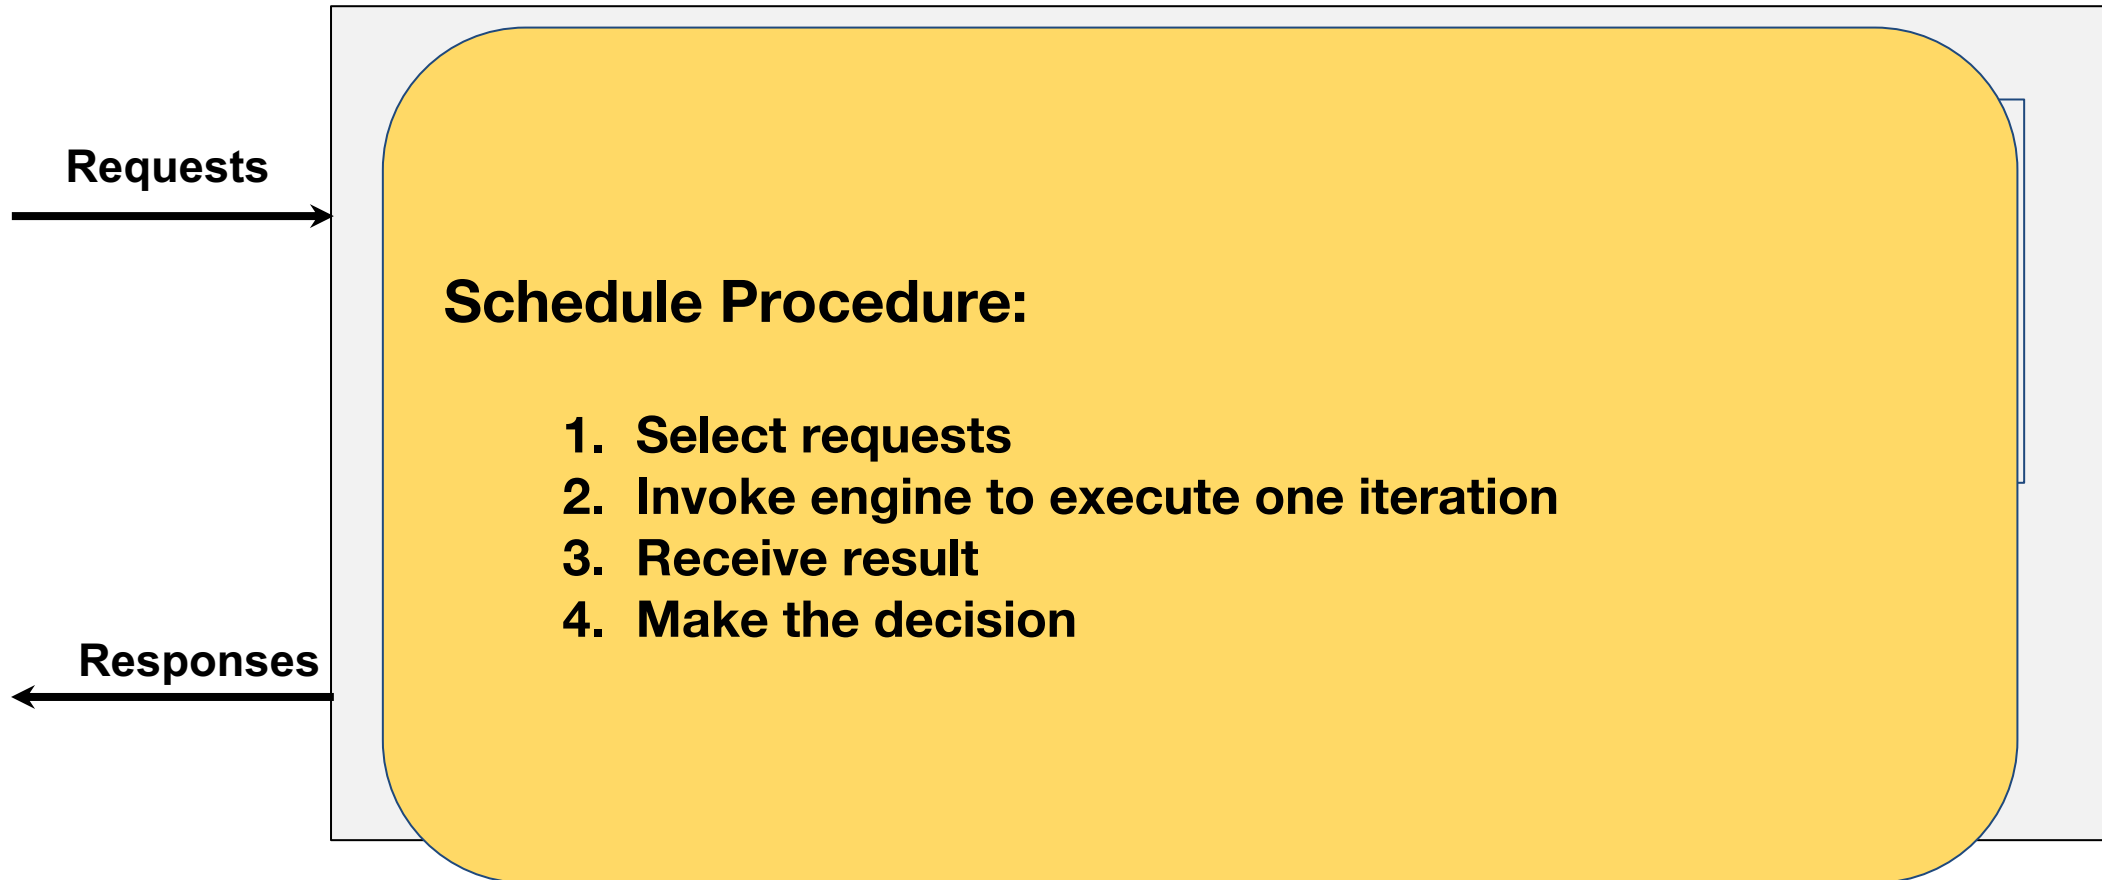 Requests
Schedule Procedure:
1. Select requests
2. Invoke engine to execute one iteration
3. Receive result
4. Make the decision
Responses